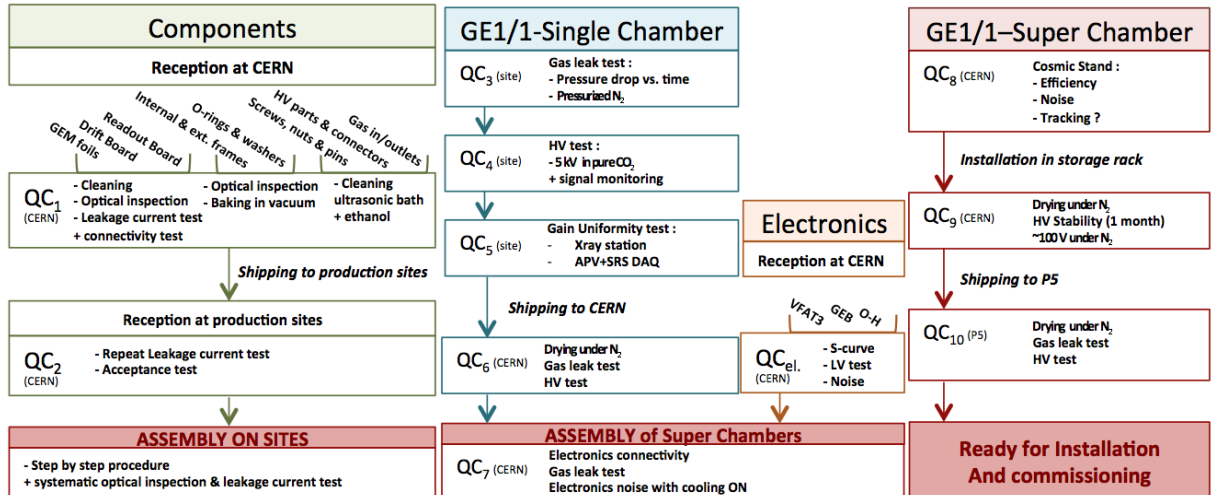 Components
Reception at CERN
GEM foils
Drift Board
Readout Board
Internal & ext. frames
O-rings & washers
Screws, nuts & pins
HV parts & connectors
Gas in/outlets
QC1 (CERN)
- Cleaning
- Optical inspection
- Leakage current test
+ connectivity test
- Optical inspection
- Baking in vacuum
- Cleaning
ultrasonic bath
+ ethanol
Shipping to production sites
Reception at production sites
QC2 (CERN)
- Repeat Leakage current test
- Acceptance test
ASSEMBLY ON SITES
- Step by step procedure
+ systematic optical inspection & leakage current test
GE1/1-Single Chamber
QC3 (site)
Gas leak test :
- Pressure drop vs. time
- Pressurized N2
QC4 (site)
HV test :
- 5 kV in pure CO2
+ signal monitoring
QC5 (site)
Gain Uniformity test :
- Xray station
- APV+SRS DAQ
Shipping to CERN
QC6 (CERN)
Drying under N2
Gas leak test
HV test
Electronics
Reception at CERN
VFAT3
GEB
O-H
QCel. (CERN)
- S-curve
- LV test
- Noise
ASSEMBLY of Super Chambers
QC7 (CERN)
Electronics connectivity
Gas leak test
Electronics noise with cooling ON
GE1/1–Super Chamber
QC8 (CERN)
Cosmic Stand :
- Efficiency
- Noise
- Tracking ?
Installation in storage rack
QC9 (CERN)
Drying under N2
HV Stability (1 month)
~100 V under N2
Shipping to P5
QC10 (P5)
Drying under N2
Gas leak test
HV test
Ready for Installation
And commissioning